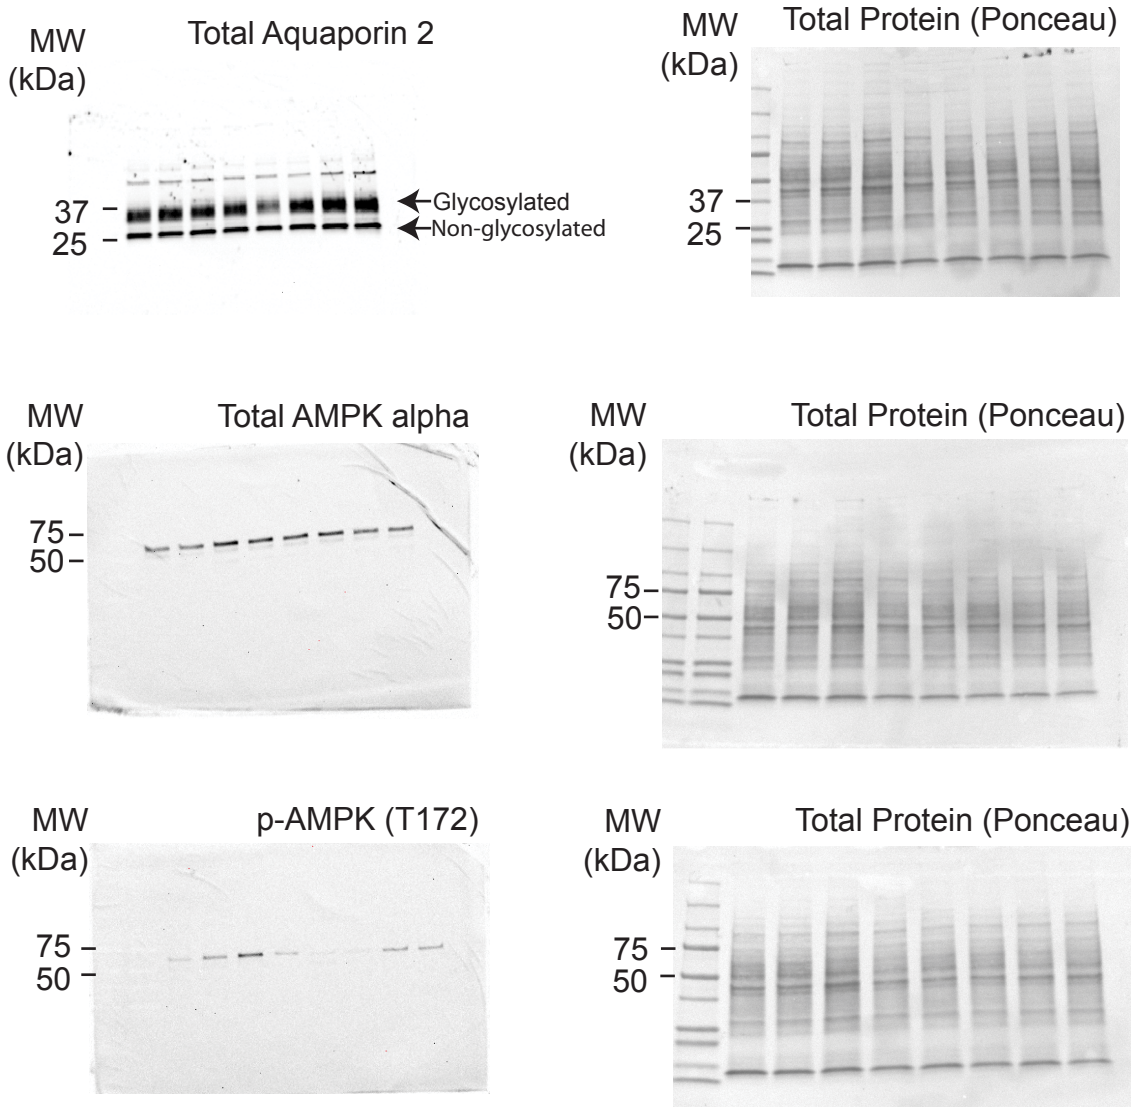 Total Aquaporin 2
MW
(kDa)
37
25
Glycosylated
Non-glycosylated
Total Protein (Ponceau)
MW
(kDa)
37
25
Total AMPK alpha
MW
(kDa)
75
50
Total Protein (Ponceau)
MW
(kDa)
75
50
p-AMPK (T172)
MW
(kDa)
75
50
Total Protein (Ponceau)
MW
(kDa)
75
50